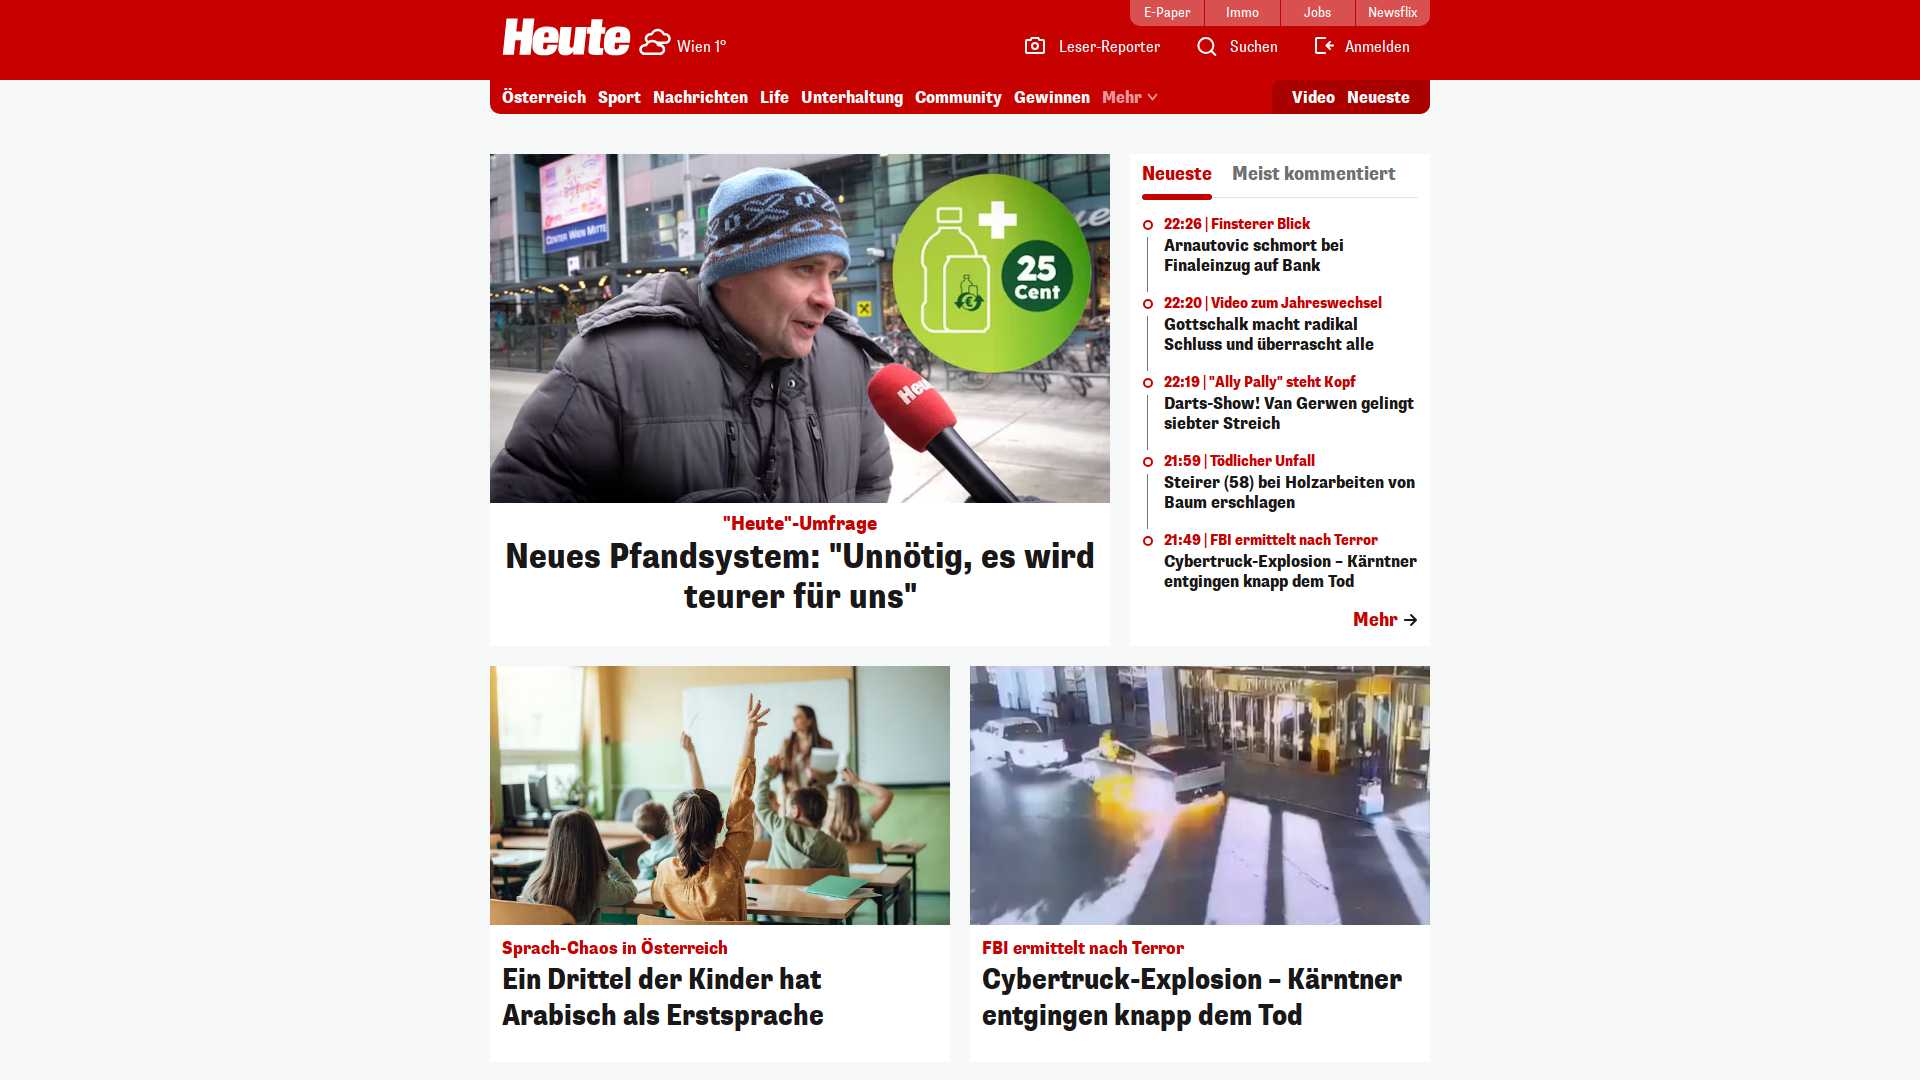 E-Paper
Immo
Jobs
Newsflix
Heute
Wien 1°
Leser-Reporter
Suchen
Anmelden
Österreich
Sport
Nachrichten
Life
Unterhaltung
Community
Gewinnen
Mehr
Video
Neueste
CENTER WIEN MITTE
25
Cent
Heute
"Heute"-Umfrage
Neues Pfandsystem: "Unnötig, es wird
teurer für uns"
Neueste
Meist kommentiert
22:26 | Finsterer Blick
Arnautovic schmort bei
Finaleinzug auf Bank
22:20 | Video zum Jahreswechsel
Gottschalk macht radikal
Schluss und überrascht alle
22:19 | "Ally Pally" steht Kopf
Darts-Show! Van Gerwen gelingt
siebter Streich
21:59 | Tödlicher Unfall
Steirer (58) bei Holzarbeiten von
Baum erschlagen
21:49 | FBI ermittelt nach Terror
Cybertruck-Explosion – Kärntner
entgingen knapp dem Tod
Mehr
Sprach-Chaos in Österreich
Ein Drittel der Kinder hat
Arabisch als Erstsprache
FBI ermittelt nach Terror
Cybertruck-Explosion – Kärntner
entgingen knapp dem Tod